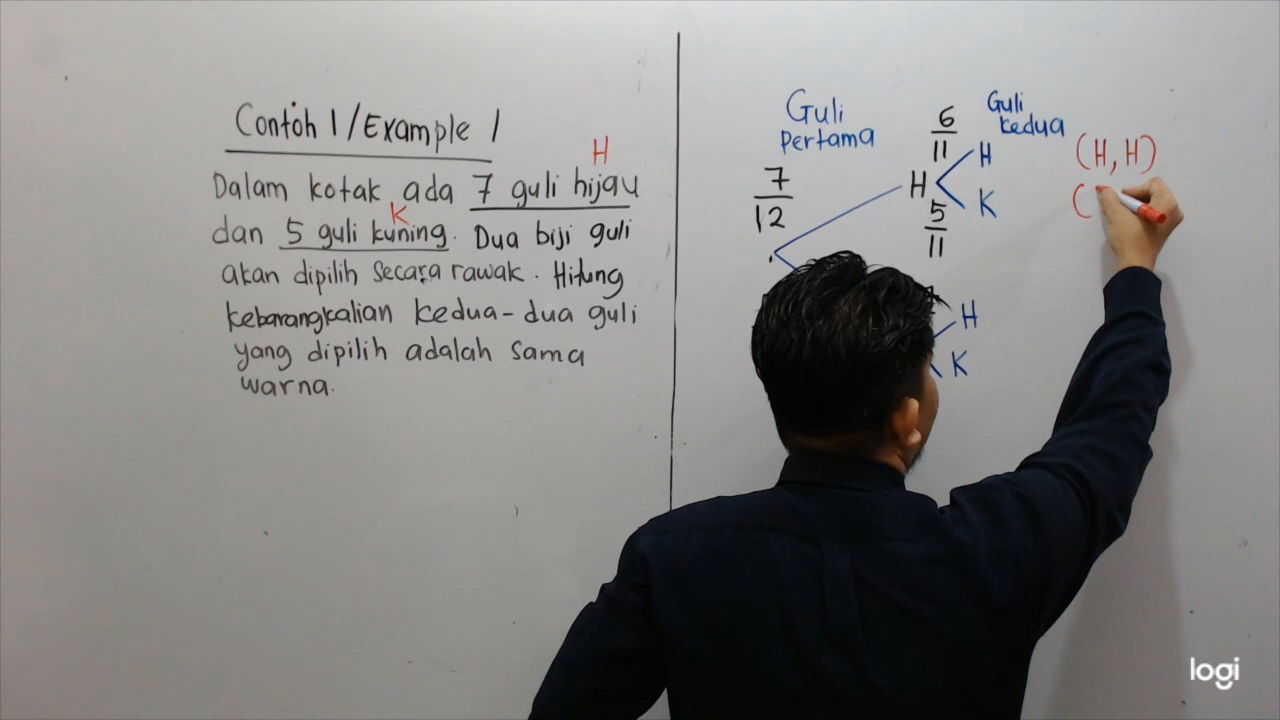 Contoh 1/Example 1
H
Dalam kotak ada 7 guli hijau
K
dan 5 guli kuning. Dua biji guli
akan dipilih secara rawak. Hitung
kebarangkalian kedua-dua guli
yang dipilih adalah sama
warna.
Guli
Pertama
7
12
6
11
H
5
11
Guli
kedua
H
K
H
K
(H, H)
(
logi